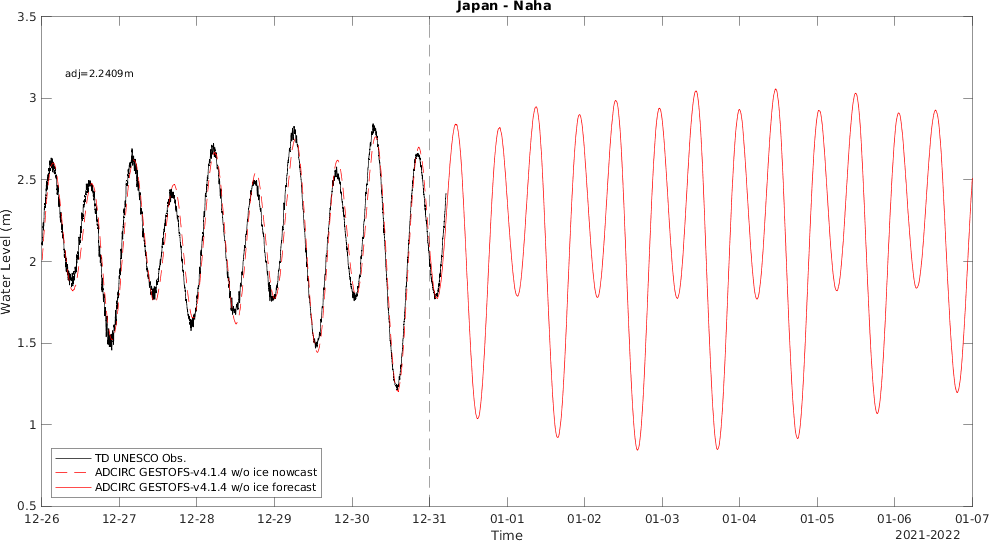 Japan - Naha
3.5
adj=2.2409m
3
2.5
2
1.5
1
0.5
Water Level (m)
TD UNESCO Obs.
ADCIRC GESTOFS-v4.1.4 w/o ice nowcast
ADCIRC GESTOFS-v4.1.4 w/o ice forecast
12-26 12-27 12-28 12-29 12-30 12-31 01-01 01-02 01-03 01-04 01-05 01-06 01-07
Time
2021-2022